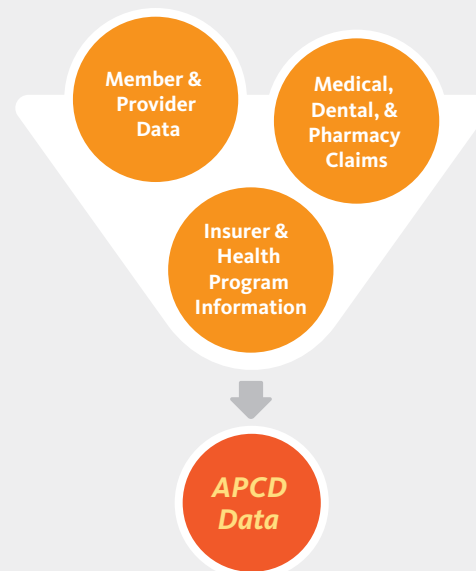 Member &
Provider
Data
Medical,
Dental, &
Pharmacy
Claims
Insurer &
Health
Program
Information
APCD
Data